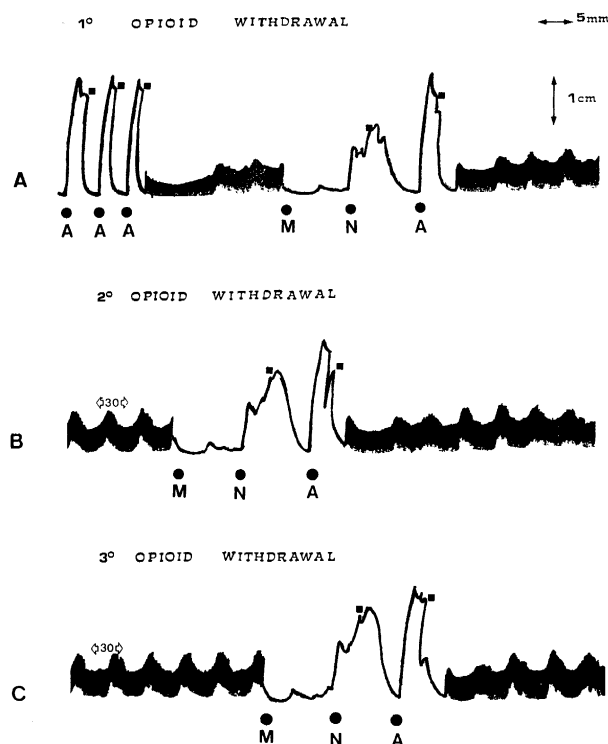 1° OPIOID WITHDRAWAL
5mm
1cm
A
A A A M N A
2° OPIOID WITHDRAWAL
30
B
M N A
3° OPIOID WITHDRAWAL
30
C
M N A